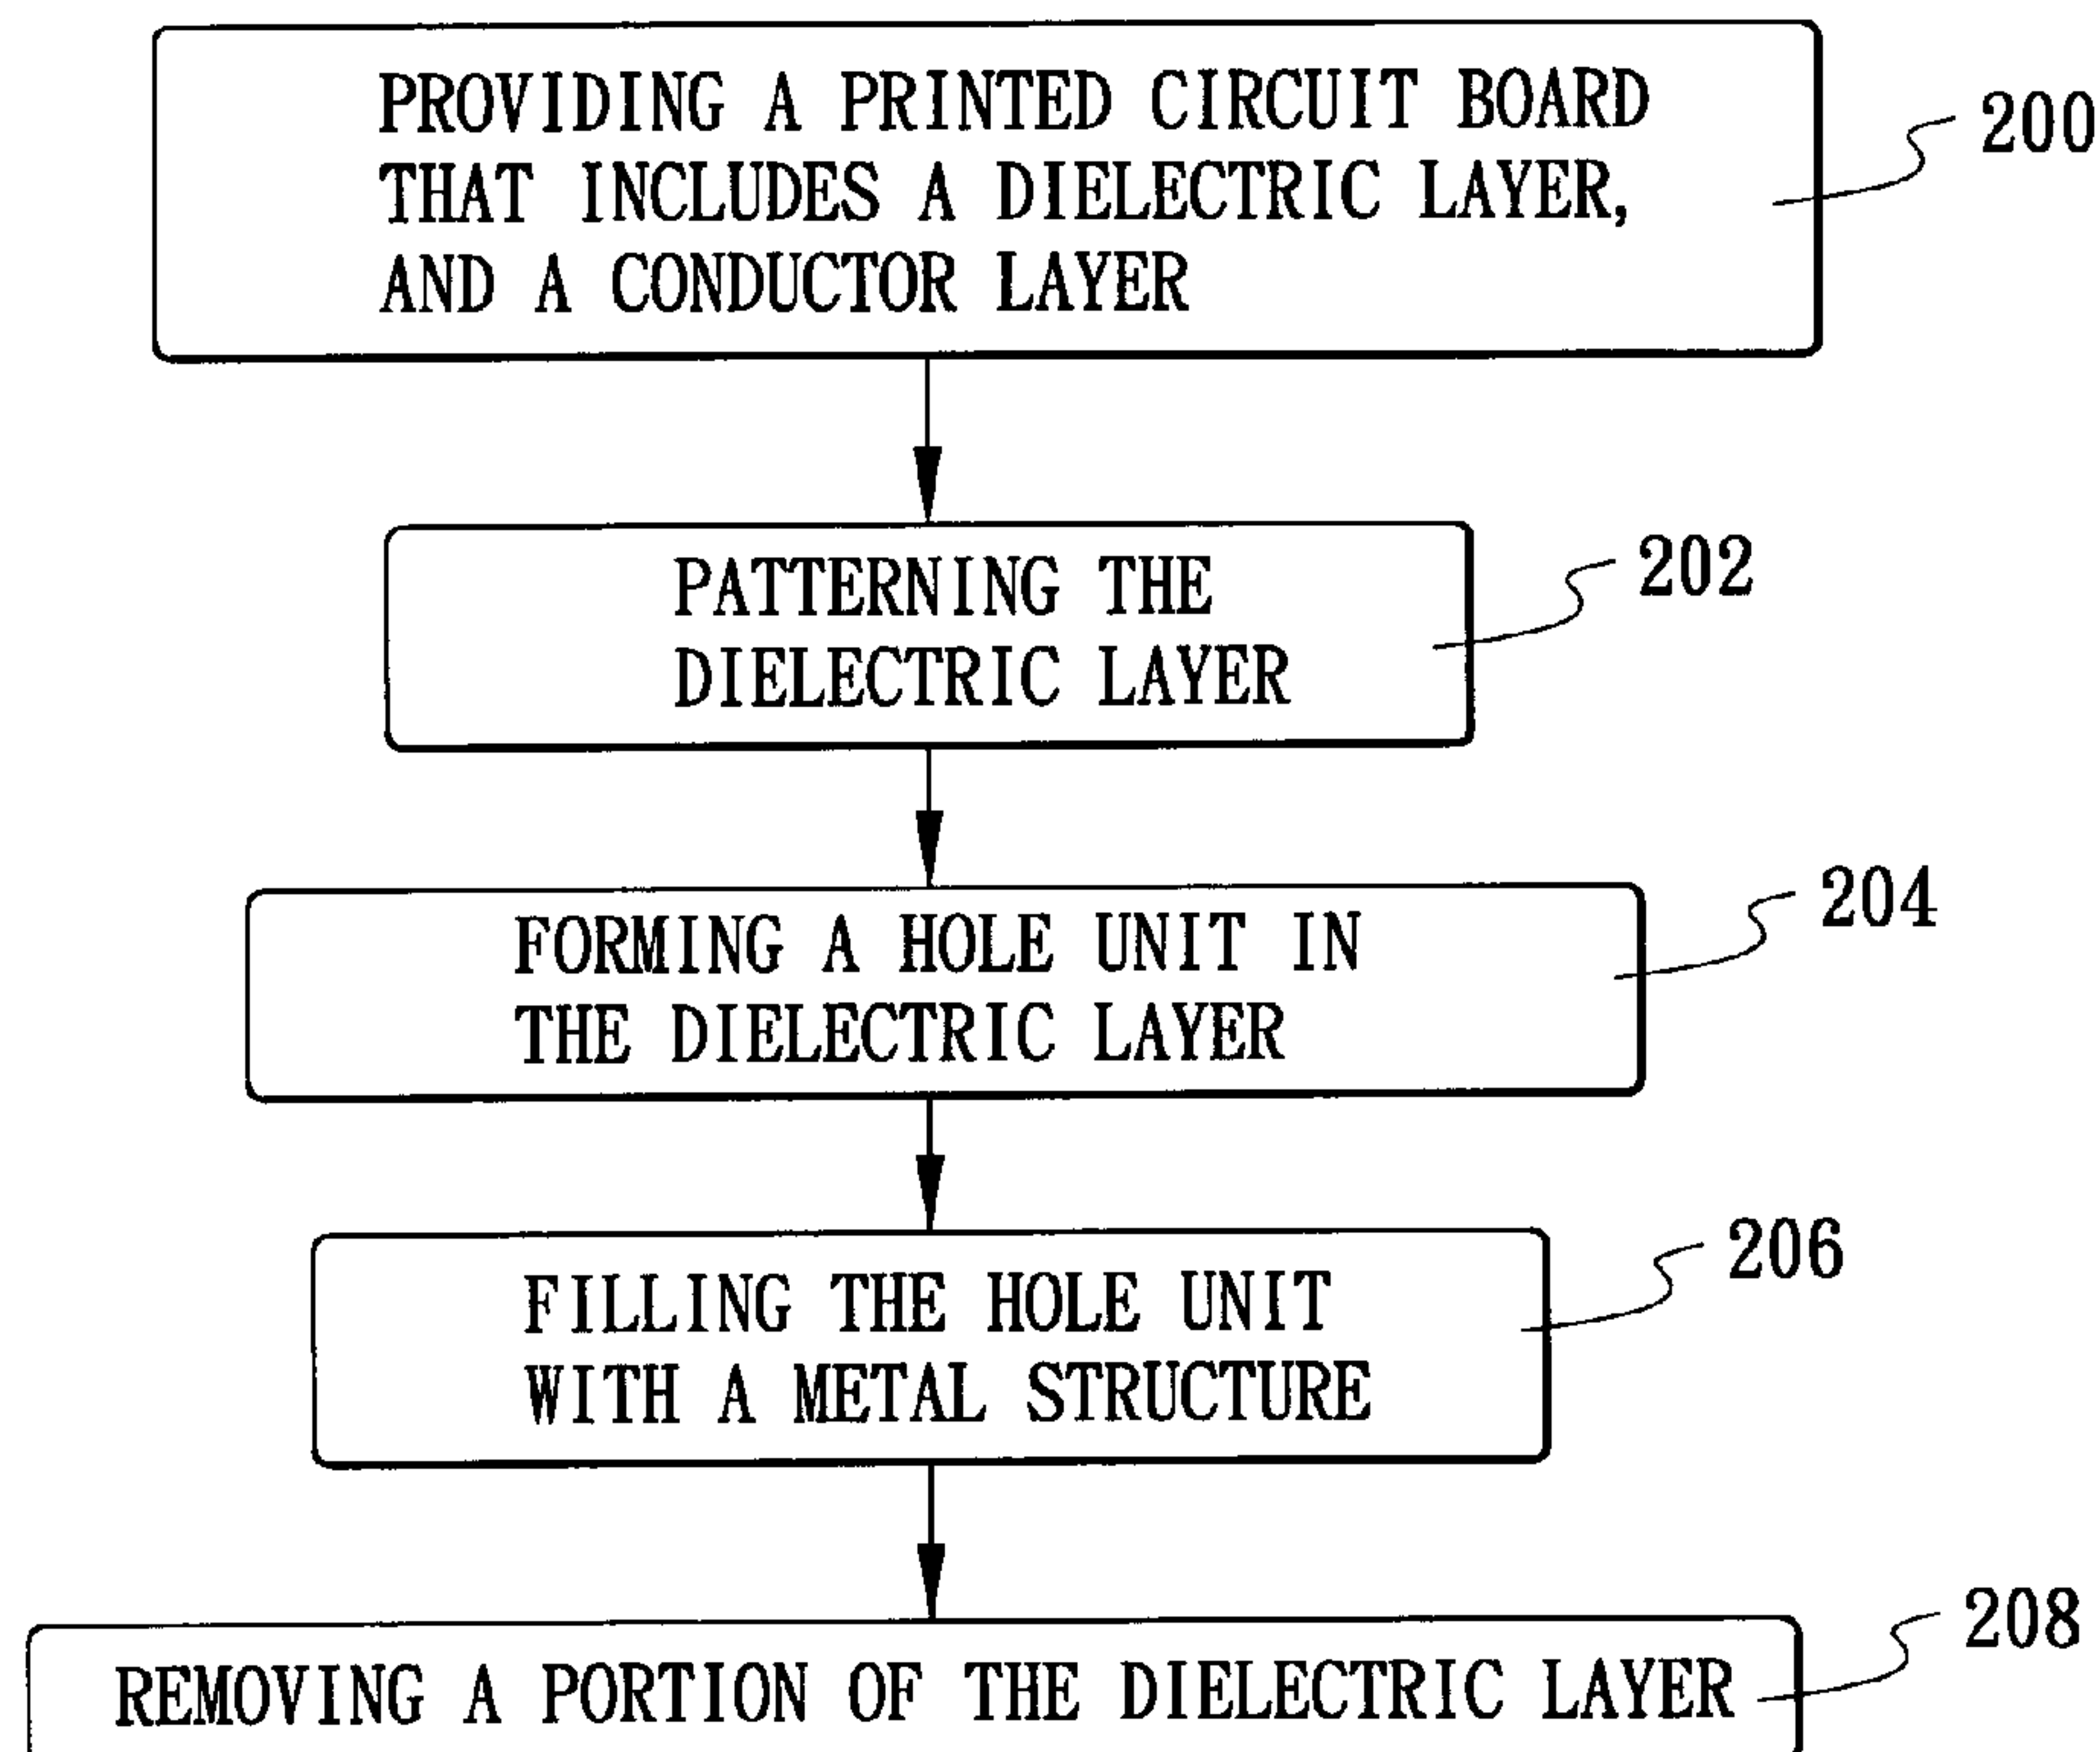 PROVIDING A PRINTED CIRCUIT BOARD
THAT INCLUDES A DIELECTRIC LAYER,
AND A CONDUCTOR LAYER
200
PATTERNING THE
DIELECTRIC LAYER
202
FORMING A HOLE UNIT IN
THE DIELECTRIC LAYER
204
FILLING THE HOLE UNIT
WITH A METAL STRUCTURE
206
REMOVING A PORTION OF THE DIELECTRIC LAYER
208